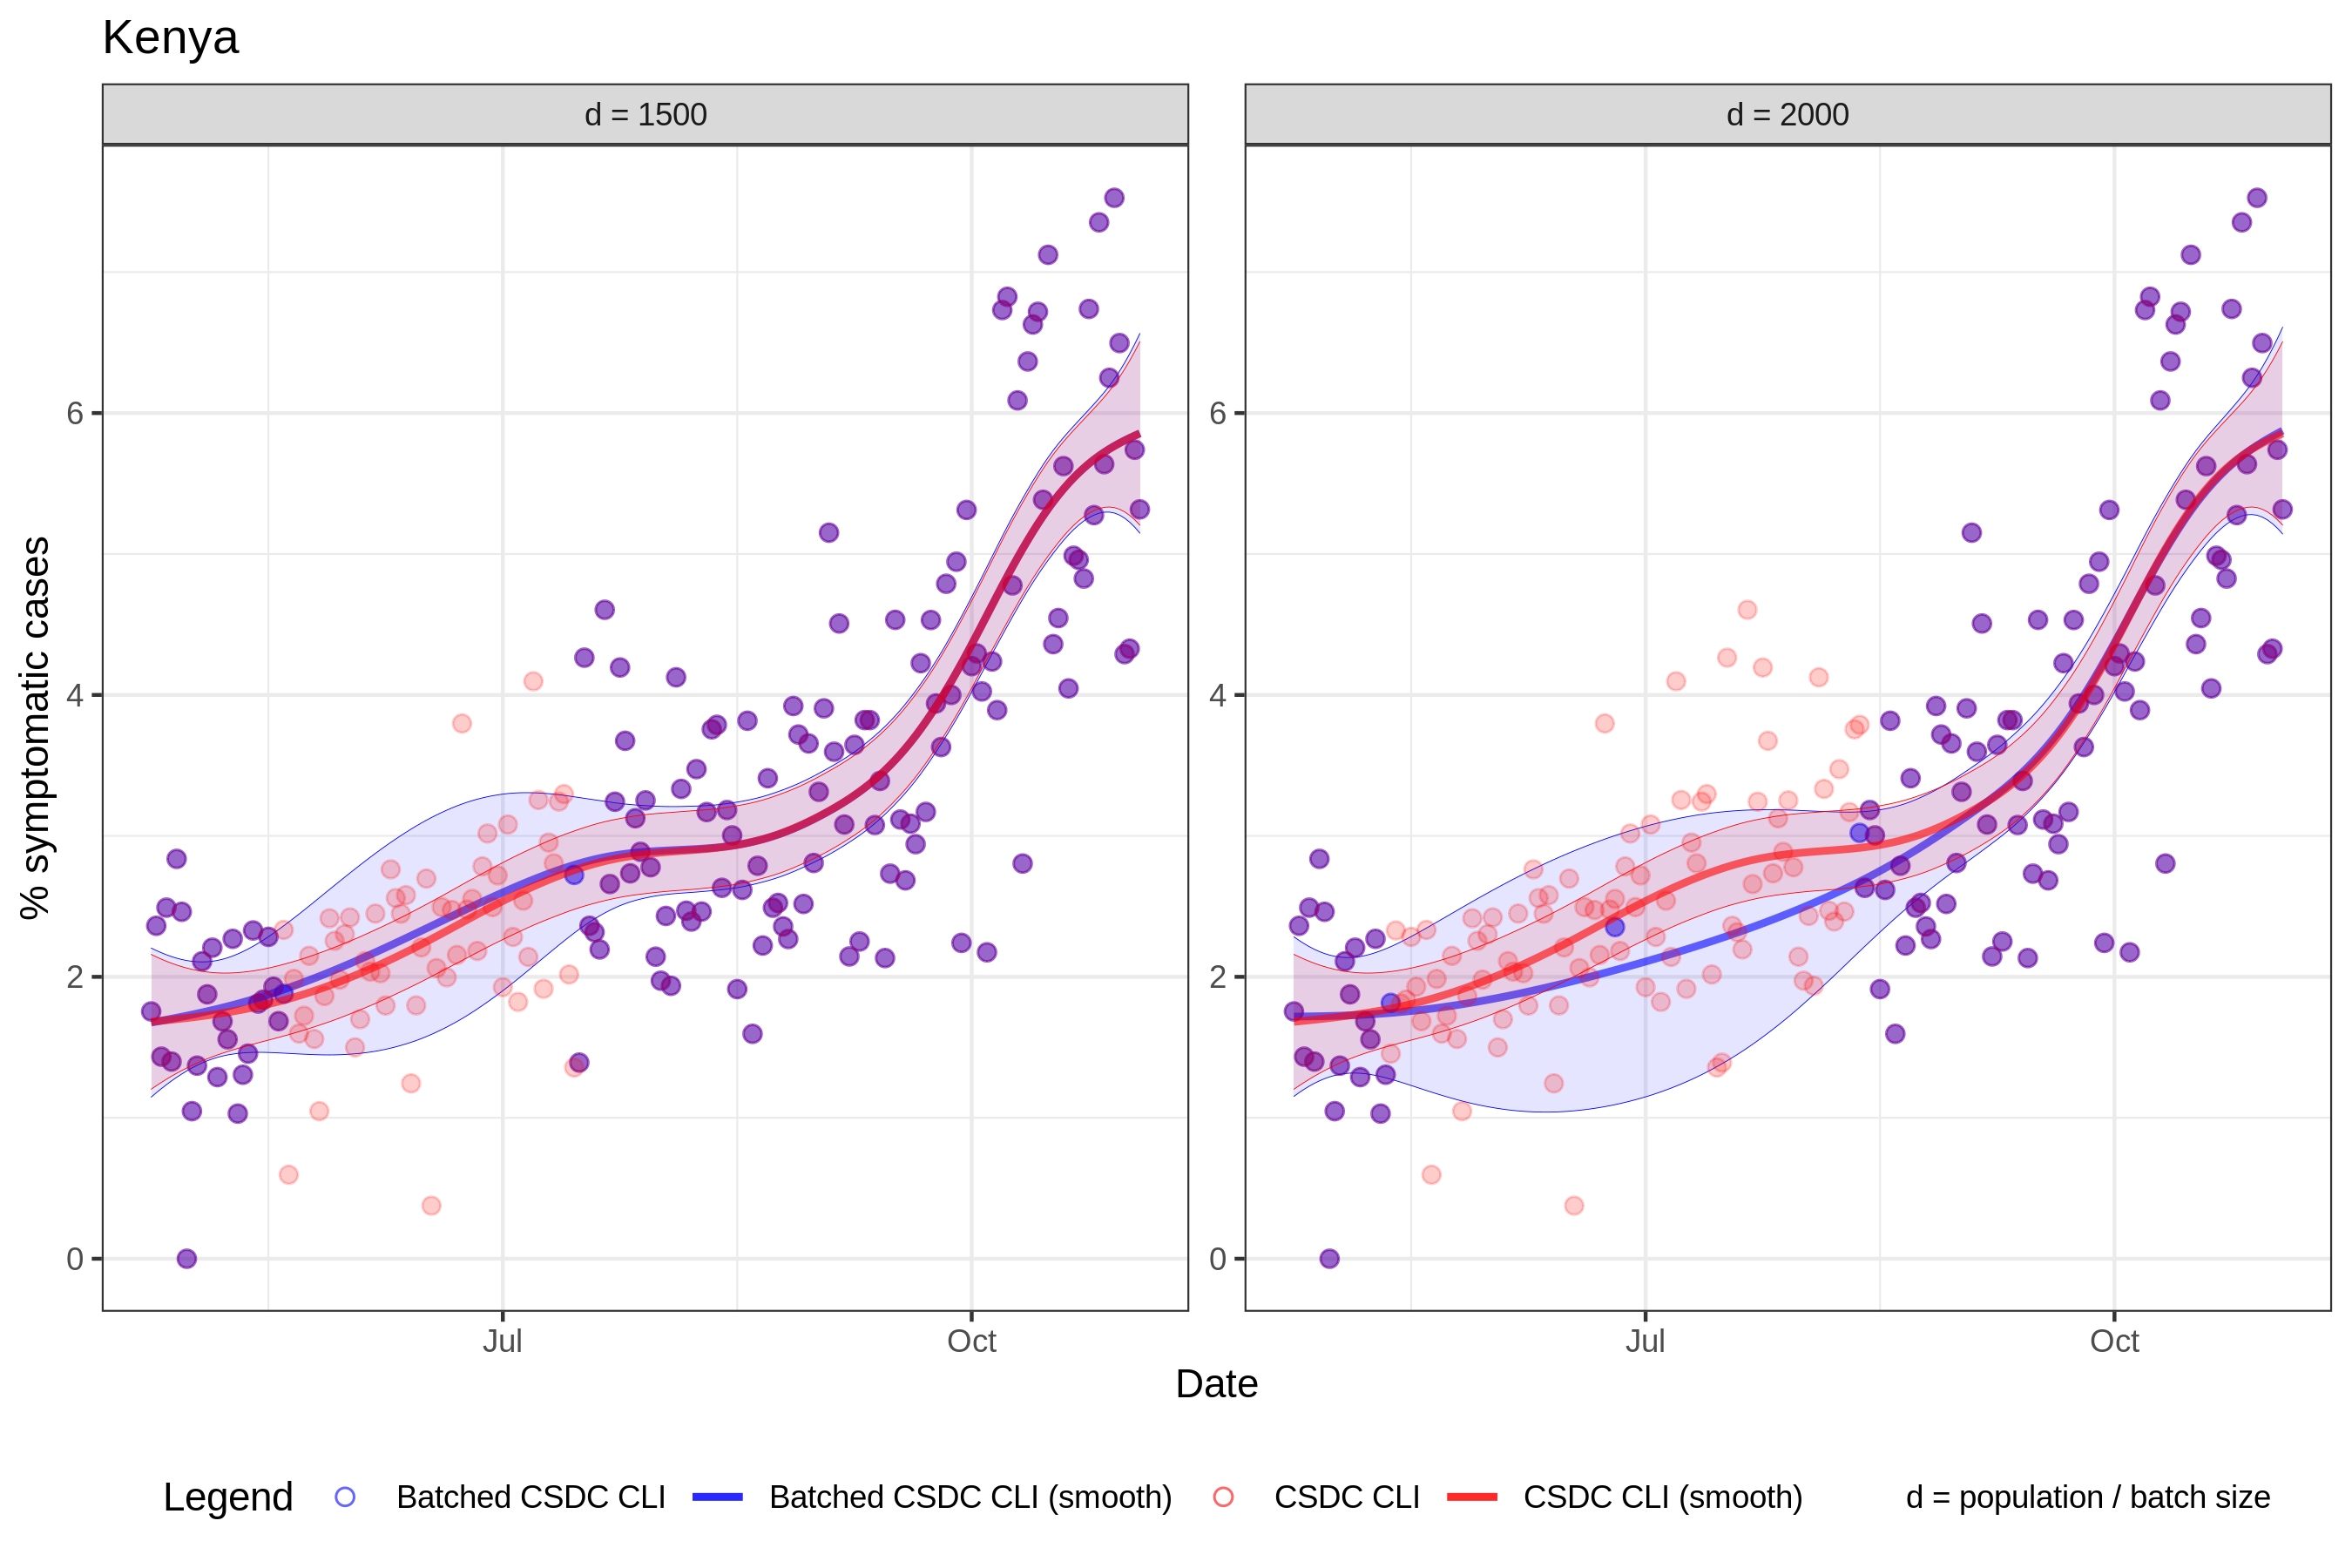 Kenya
d = 1500
d = 2000
% symptomatic cases
6
4
2
0
6
4
2
0
Jul
Oct
Jul
Oct
Date
Legend
Batched CSDC CLI
Batched CSDC CLI (smooth)
CSDC CLI
CSDC CLI (smooth)
d = population / batch size